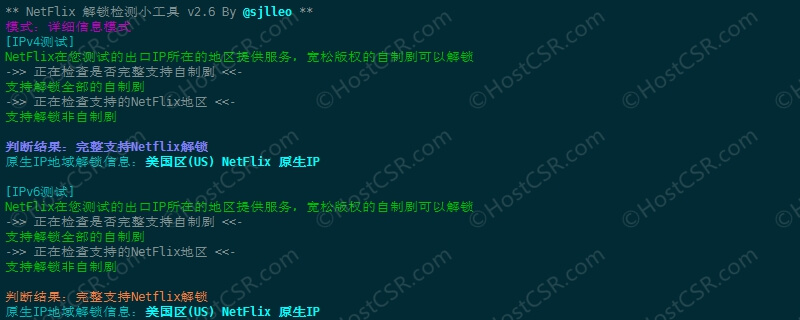 ** NetFlix 解锁检测小工具 v2.6 By @sjlleo **
模式：详细信息模式
[IPv4测试]
NetFlix在您测试的出口IP所在的地区提供服务，宽松版权的自制剧可以解锁
->> 正在检查是否完整支持自制剧 <<-
支持解锁全部的自制剧
->> 正在检查支持的NetFlix地区 <<-
支持解锁非自制剧
判断结果：完整支持Netflix解锁
原生IP地域解锁信息：美国区(US) NetFlix 原生IP
[IPv6测试]
NetFlix在您测试的出口IP所在的地区提供服务，宽松版权的自制剧可以解锁
->> 正在检查是否完整支持自制剧 <<-
支持解锁全部的自制剧
->> 正在检查支持的NetFlix地区 <<-
支持解锁非自制剧
判断结果：完整支持Netflix解锁
原生IP地域解锁信息：美国区(US) NetFlix 原生IP
©HostCSR.com